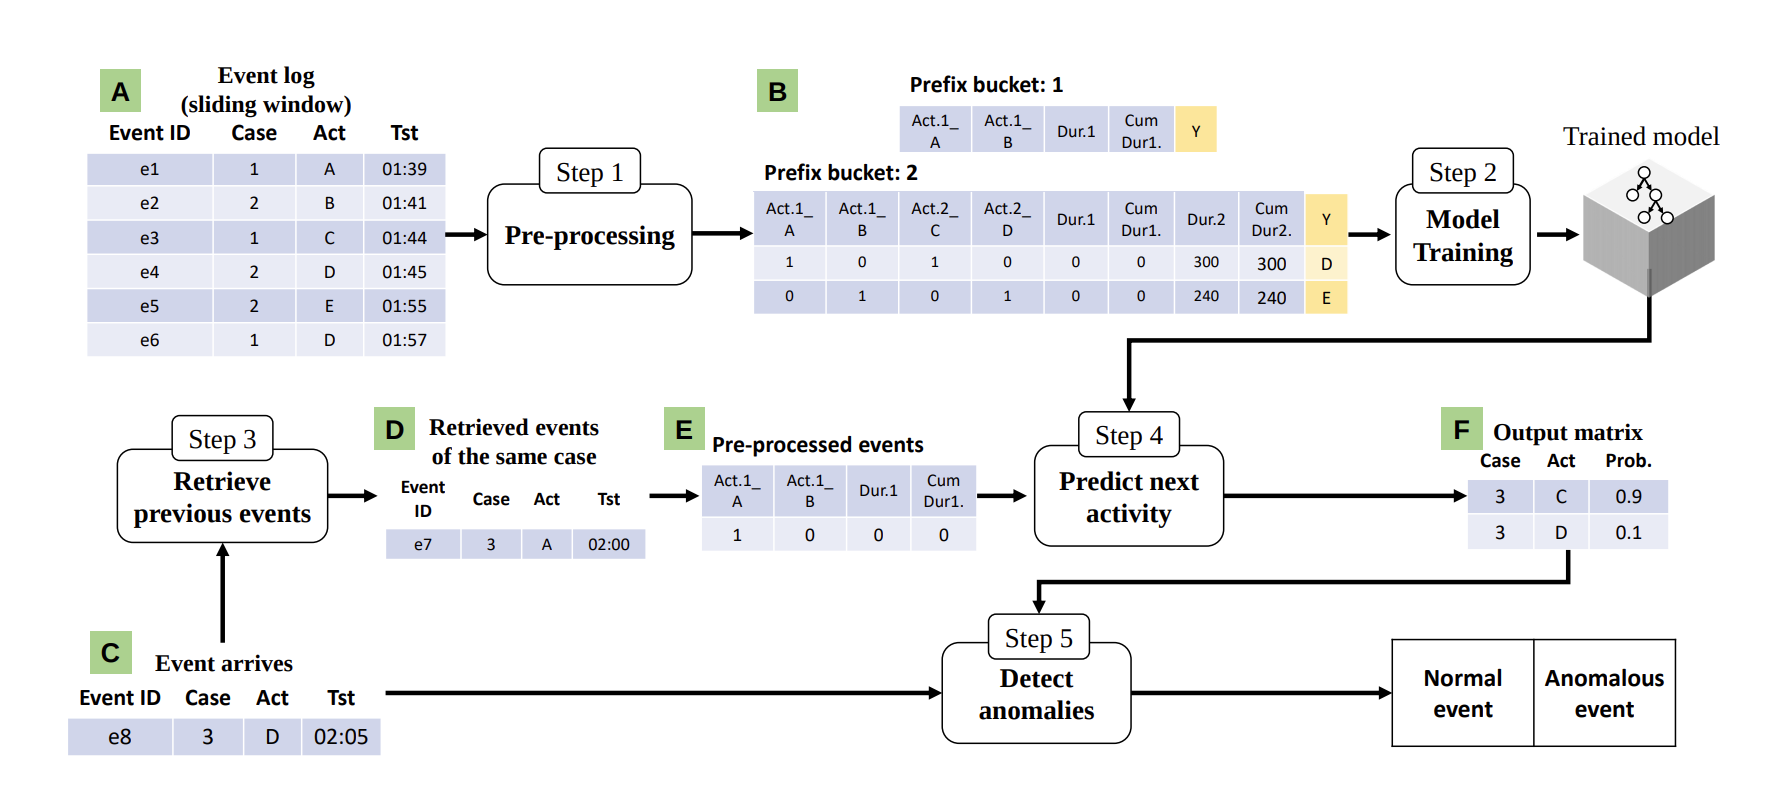 A
Event log
(sliding window)
Event ID Case Act Tst
e1 1 A 01:39
e2 2 B 01:41
e3 1 C 01:44
e4 2 D 01:45
e5 2 E 01:55
e6 1 D 01:57
Step 1
Pre-processing
B
Prefix bucket: 1
Act.1_ Act.1_ Dur.1 Cum Y
A B Dur1.
Prefix bucket: 2
Act.1_ Act.1_ Act.2_ Act.2_ Dur.1 Cum Dur.2 Cum Y
A B C D Dur1. Dur2.
1 0 1 0 0 0 300 300 D
0 1 0 1 0 0 240 240 E
Step 2
Model
Training
Trained model
Step 3
Retrieve
previous events
D
Retrieved events
of the same case
Event Case Act Tst
ID
e7 3 A 02:00
E
Pre-processed events
Act.1_ Act.1_ Dur.1 Cum
A B Dur1.
1 0 0 0
Step 4
Predict next
activity
F
Output matrix
Case Act Prob.
3 C 0.9
3 D 0.1
C
Event arrives
Event ID Case Act Tst
e8 3 D 02:05
Step 5
Detect
anomalies
Normal
event
Anomalous
event